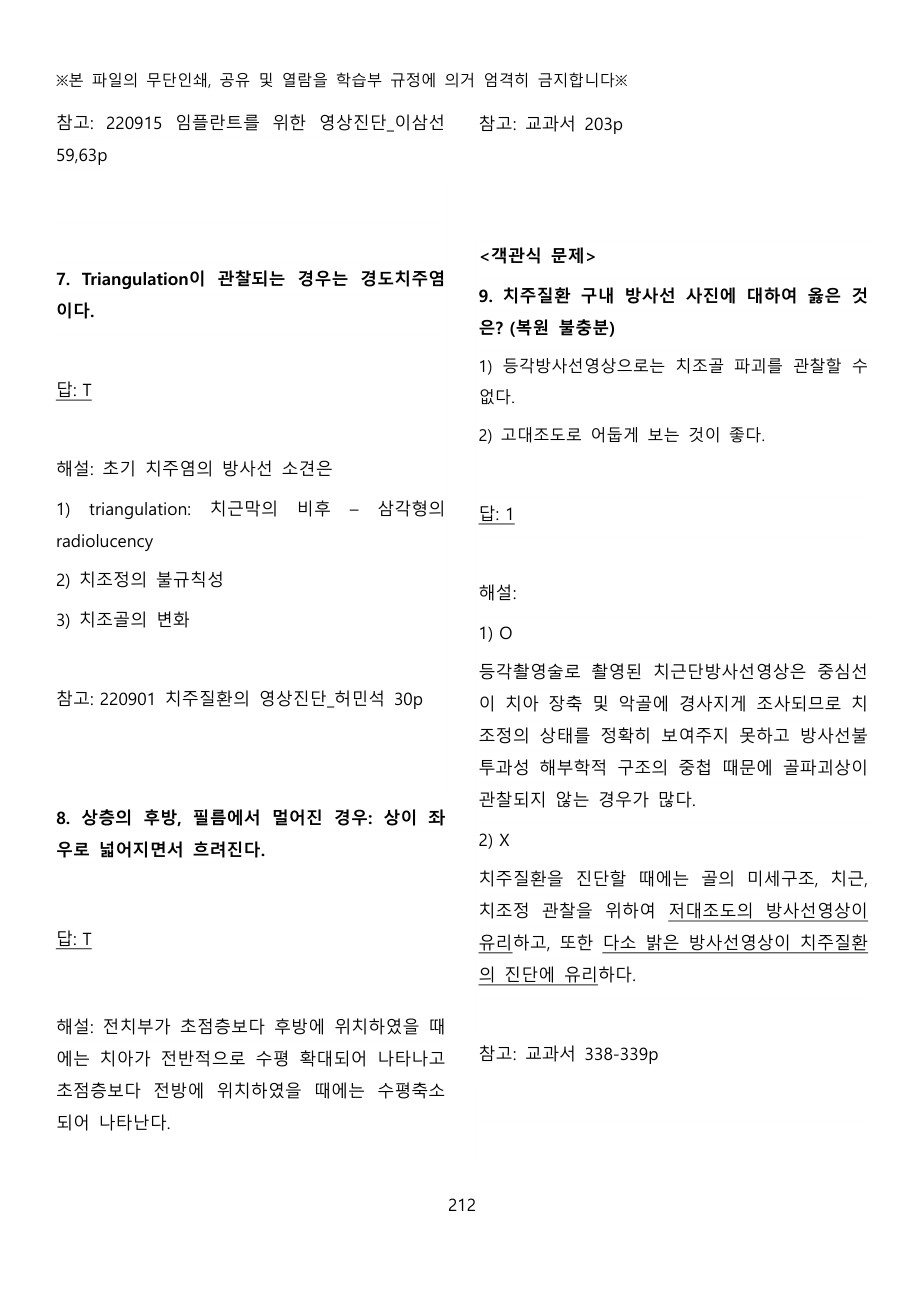 ※본 파일의 무단인쇄, 공유 및 열람을 학습부 규정에 의거 엄격히 금지합니다※
참고: 220915 임플란트를 위한 영상진단_이삼선
59,63p
7. Triangulation이 관찰되는 경우는 경도치주염
이다.
답: T
해설: 초기 치주염의 방사선 소견은
1) triangulation: 치근막의 비후 – 삼각형의
radiolucency
2) 치조정의 불규칙성
3) 치조골의 변화
참고: 220901 치주질환의 영상진단_허민석 30p
8. 상층의 후방, 필름에서 멀어진 경우: 상이 좌
우로 넓어지면서 흐려진다.
답: T
해설: 전치부가 초점층보다 후방에 위치하였을 때
에는 치아가 전반적으로 수평 확대되어 나타나고
초점층보다 전방에 위치하였을 때에는 수평축소
되어 나타난다.
참고: 교과서 203p
<객관식 문제>
9. 치주질환 구내 방사선 사진에 대하여 옳은 것
은? (복원 불충분)
1) 등각방사선영상으로는 치조골 파괴를 관찰할 수
없다.
2) 고대조도로 어둡게 보는 것이 좋다.
답: 1
해설:
1) O
등각촬영술로 촬영된 치근단방사선영상은 중심선
이 치아 장축 및 악골에 경사지게 조사되므로 치
조정의 상태를 정확히 보여주지 못하고 방사선불
투과성 해부학적 구조의 중첩 때문에 골파괴상이
관찰되지 않는 경우가 많다.
2) X
치주질환을 진단할 때에는 골의 미세구조, 치근,
치조정 관찰을 위하여 저대조도의 방사선영상이
유리하고, 또한 다소 밝은 방사선영상이 치주질환
의 진단에 유리하다.
참고: 교과서 338-339p
212